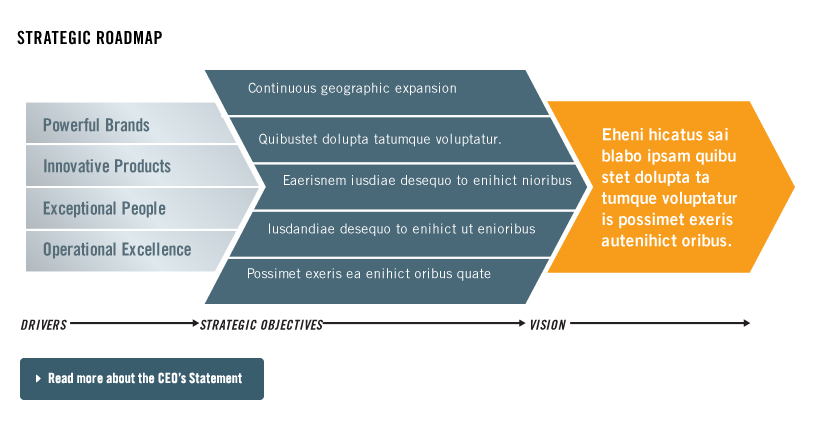 STRATEGIC ROADMAP
Powerful Brands
Innovative Products
Exceptional People
Operational Excellence
Continuous geographic expansion
Quibustet dolupta tatumque voluptatur.
Eaerisnem iusdiae desequo to enihict nioribus
Iusdandiae desequo to enihict ut enioribus
Possimet exeris ea enihict oribus quate
Eheni hicatus sai
blabo ipsam quibu
stet dolupta ta
tumque voluptatur
is possimet exeris
autenihict oribus.
DRIVERS
STRATEGIC OBJECTIVES
VISION
Read more about the CEO's Statement